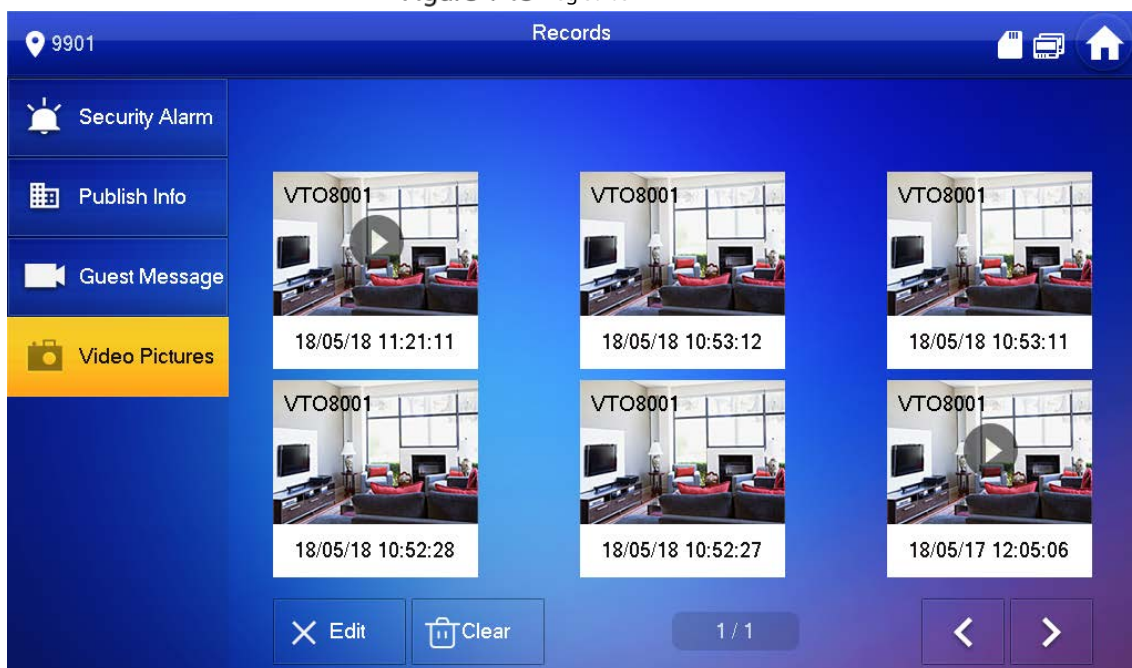 Records
9901
Security Alarm
Publish Info
Guest Message
Video Pictures
VTO8001
VTO8001
VTO8001
18/05/18 11:21:11
18/05/18 10:53:12
18/05/18 10:53:11
VTO8001
VTO8001
VTO8001
18/05/18 10:52:28
18/05/18 10:52:27
18/05/17 12:05:06
Edit
Clear
1 / 1